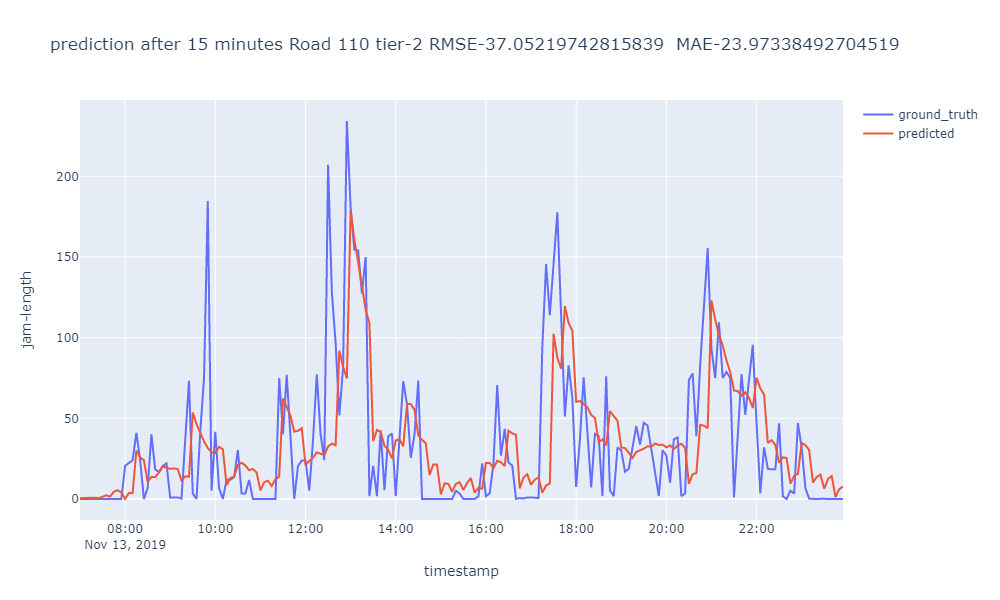 prediction after 15 minutes Road 110 tier-2 RMSE-37.05219742815839  MAE-23.97338492704519
ground_truth
predicted
200
150
100
50
0
jam-length
08:00 10:00 12:00 14:00 16:00 18:00 20:00 22:00
Nov 13, 2019
timestamp